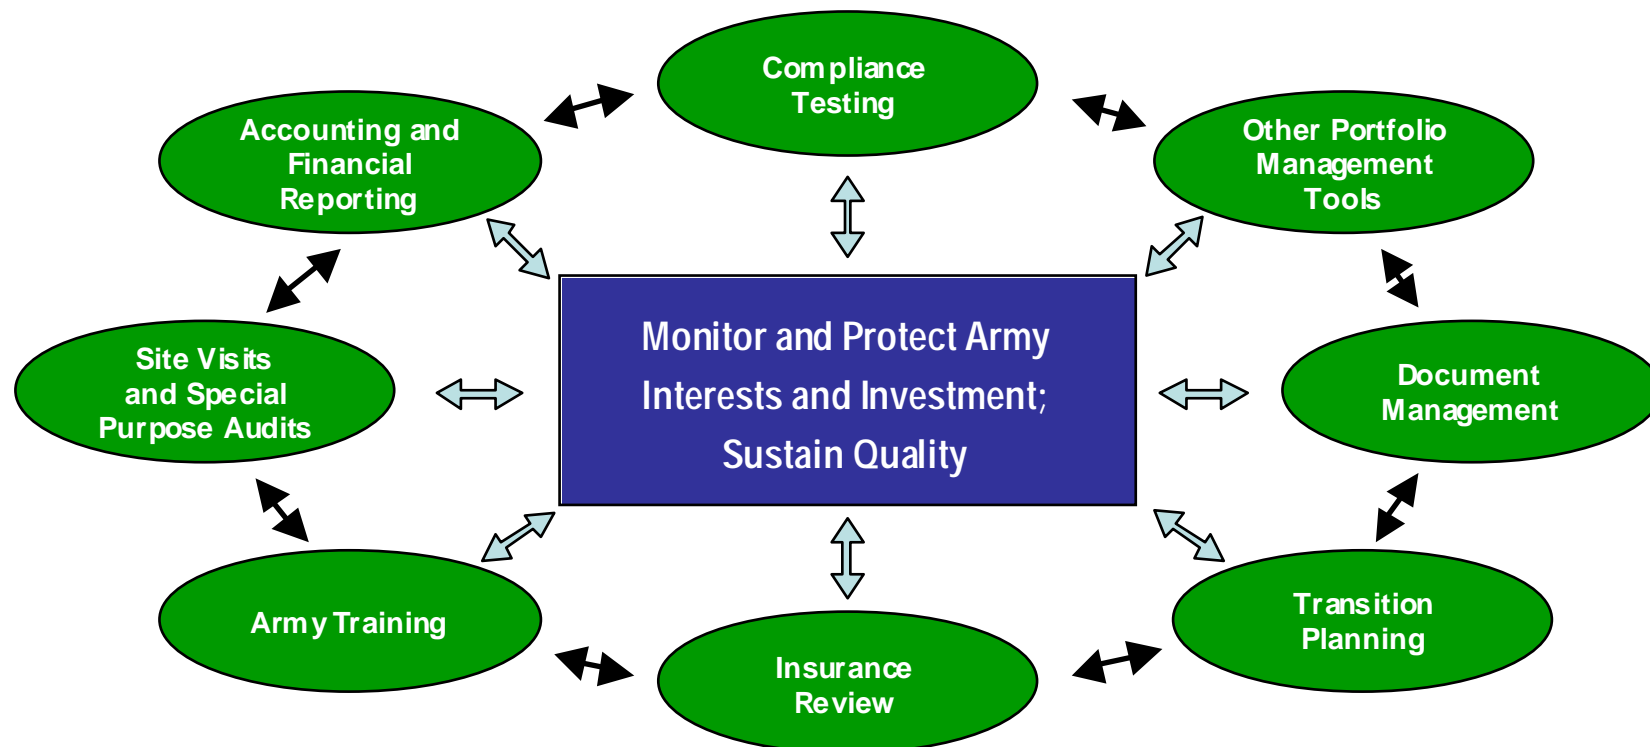 Compliance
Testing
Accounting and
Financial
Reporting
Other Portfolio
Management
Tools
Monitor and Protect Army
Interests and Investment;
Sustain Quality
Site Visits
and Special
Purpose Audits
Document
Management
Army Training
Transition
Planning
Insurance
Review